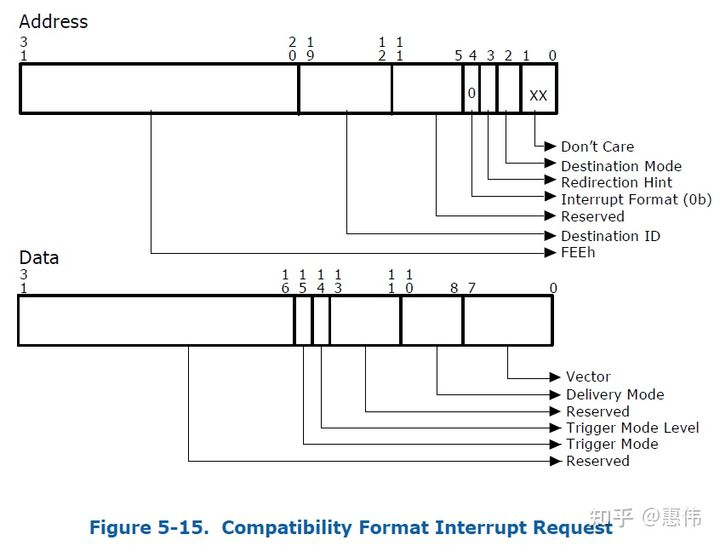 Address
3 2 1 1 1
1 0 9 2 1 5 4 3 2 1 0
0 XX
Don't Care
Destination Mode
Redirection Hint
Interrupt Format (0b)
Reserved
Destination ID
FEEh
Data
3 1 1 1 1 1 1
1 6 5 4 3 1 0 8 7 0
Vector
Delivery Mode
Reserved
Trigger Mode Level
Trigger Mode
Reserved
Figure 5-15. Compatibility Format Interrupt Request
知乎 @惠伟